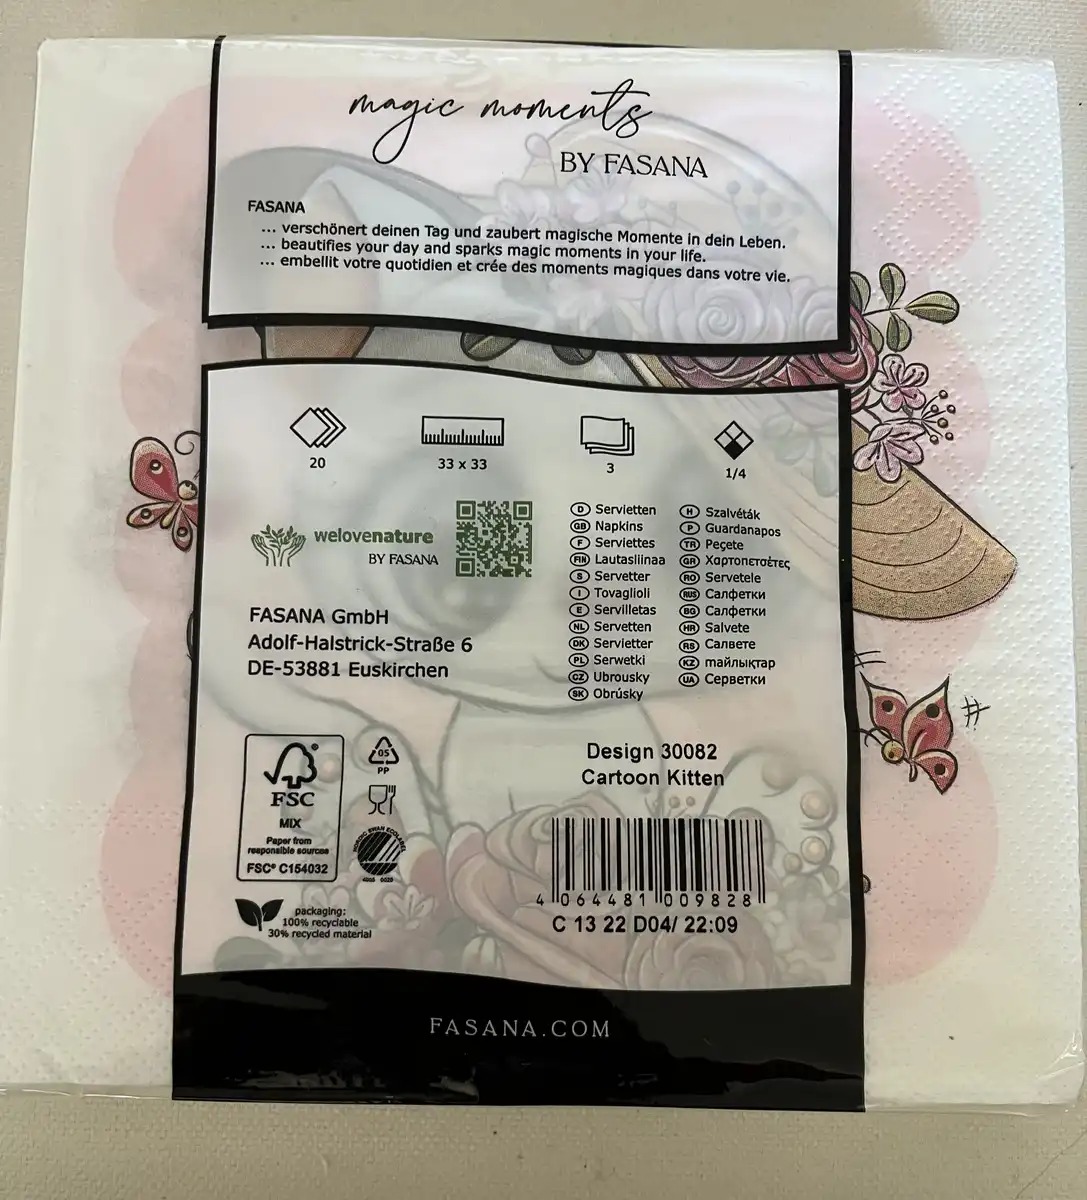 magic moments
BY FASANA
FASANA
... verschönert deinen Tag und zaubert magische Momente in dein Leben.
... beautifies your day and sparks magic moments in your life.
... embellit votre quotidien et crée des moments magiques dans votre vie.
20
33 x 33
3
1/4
welovenature
BY FASANA
FASANA GmbH
Adolf-Halstrick-Straße 6
DE-53881 Euskirchen
D Servietten
GB Napkins
F Serviettes
FIN Lautasliinaa
S Servetter
I Tovaglioli
E Servilletas
NL Servetten
DK Servietter
PL Serwetki
CZ Ubrousky
SK Obrúsky
H Szalvéták
P Guardanapos
TR Peçete
GR Χαρτοπετσέτες
RO Servetele
RUS Салфетки
BG Салфетки
HR Salvete
RS Салвете
KZ майлықтар
UA Серветки
FSC
MIX
Paper from
responsible sources
FSC® C154032
05
PP
NORDIC SWAN ECOLABEL
packaging:
100% recyclable
30% recycled material
Design 30082
Cartoon Kitten
4 064481 009828
C 13 22 D04/ 22:09
FASANA.COM